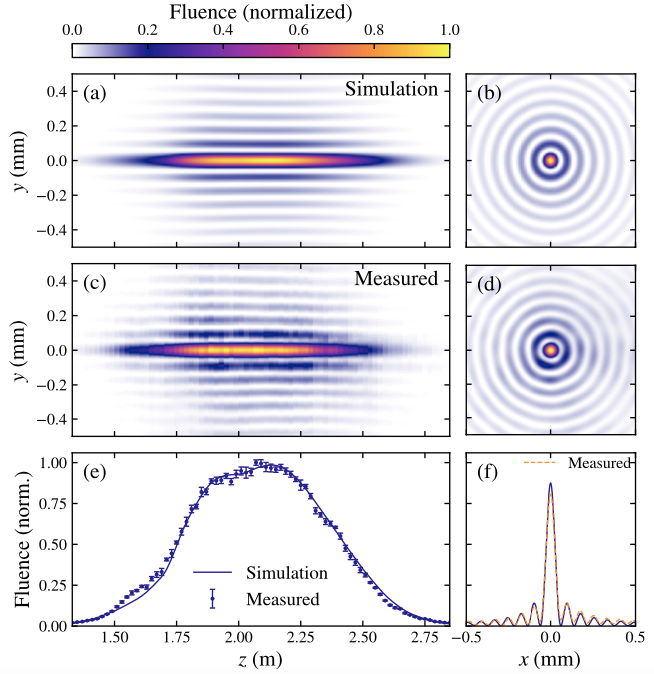 Fluence (normalized)
0.0 0.2 0.4 0.6 0.8 1.0
(a) Simulation
(b)
y (mm)
0.4
0.2
0.0
−0.2
−0.4
(c) Measured
(d)
y (mm)
0.4
0.2
0.0
−0.2
−0.4
(e)
(f) Measured
Fluence (norm.)
1.00
0.75
0.50
0.25
0.00
Simulation
Measured
1.50 1.75 2.00 2.25 2.50 2.75
z (m)
−0.5 0.0 0.5
x (mm)